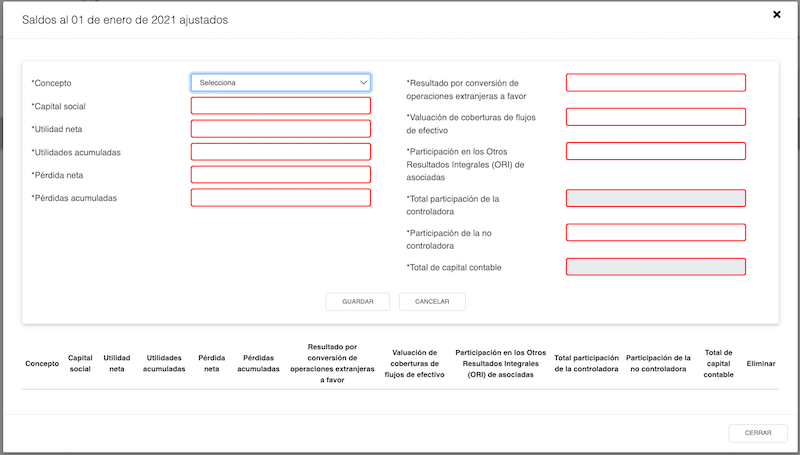 Saldos al 01 de enero de 2021 ajustados
*Concepto
Selecciona
*Capital social
*Utilidad neta
*Utilidades acumuladas
*Pérdida neta
*Pérdidas acumuladas
*Resultado por conversión de
operaciones extranjeras a favor
*Valuación de coberturas de flujos
de efectivo
*Participación en los Otros
Resultados Integrales (ORI) de
asociadas
*Total participación de la
controladora
*Participación de la no
controladora
*Total de capital contable
GUARDAR
CANCELAR
Concepto
Capital
social
Utilidad
neta
Utilidades
acumuladas
Pérdida
neta
Pérdidas
acumuladas
Resultado por
conversión de
operaciones extranjeras
a favor
Valuación de
coberturas de
flujos de efectivo
Participación en los Otros
Resultados Integrales
(ORI) de asociadas
Total participación
de la controladora
Participación de la
no controladora
Total de
capital
contable
Eliminar
CERRAR